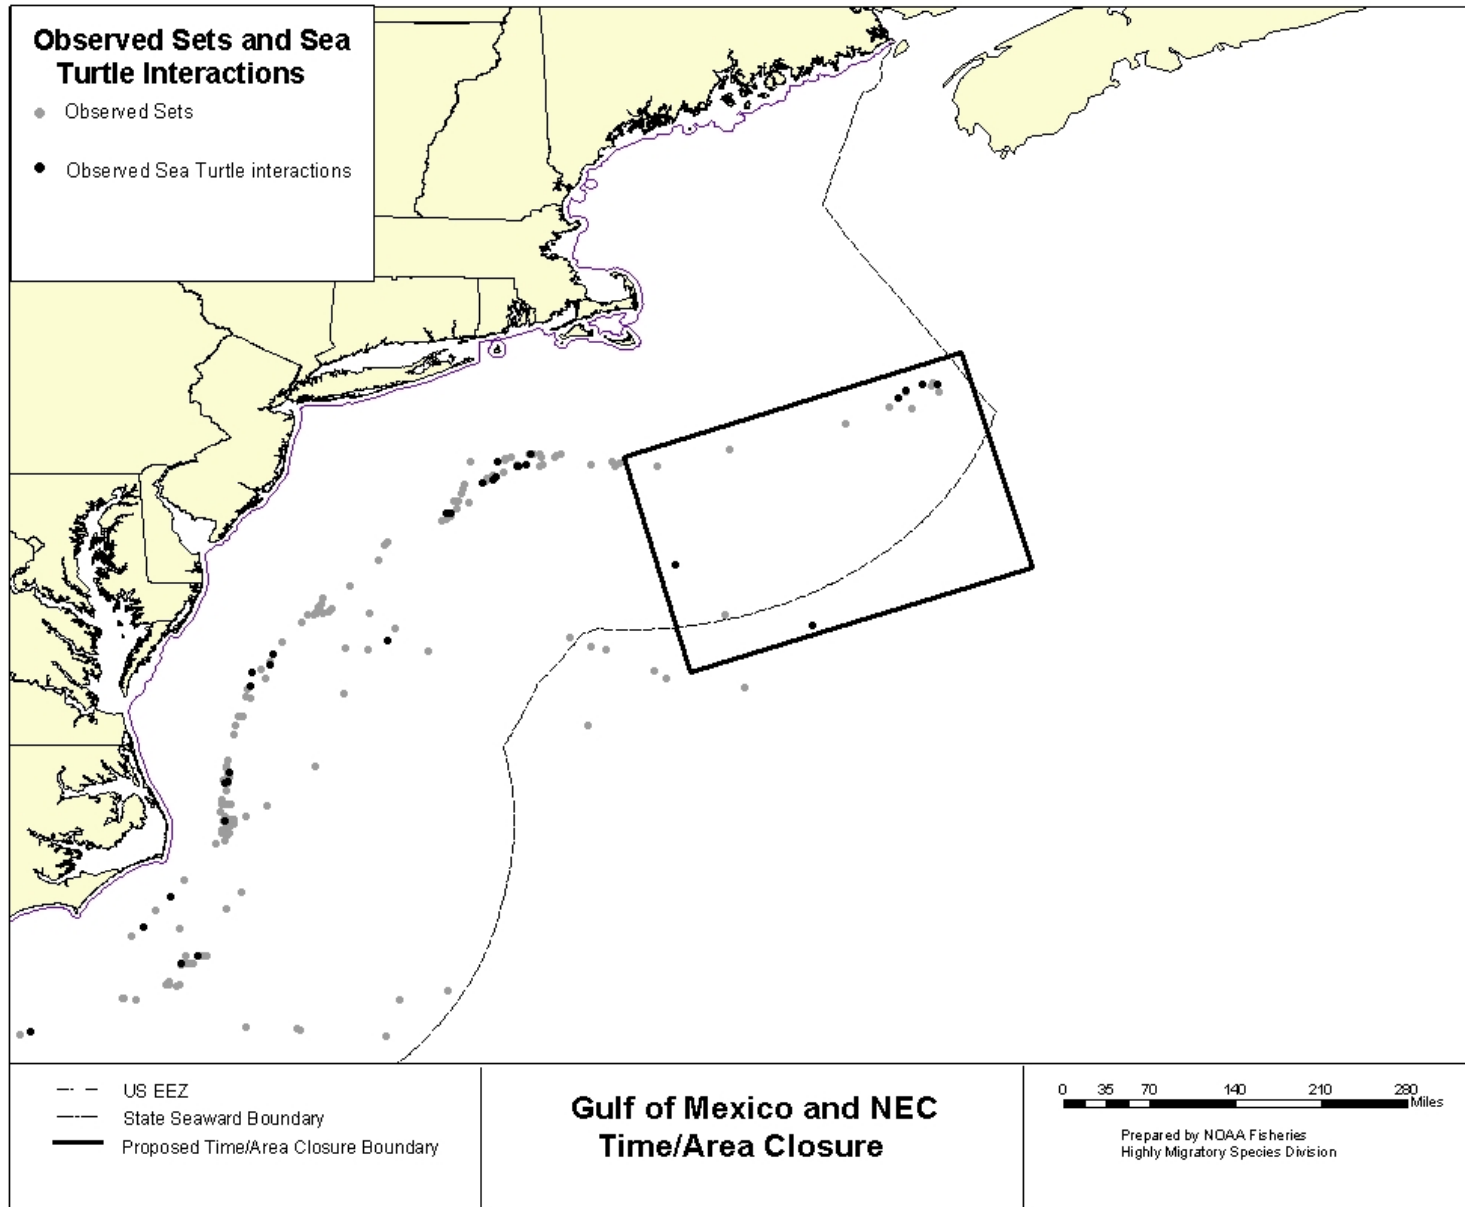 Observed Sets and Sea
Turtle Interactions
Observed Sets
Observed Sea Turtle interactions
US EEZ
State Seaward Boundary
Proposed Time/Area Closure Boundary
Gulf of Mexico and NEC
Time/Area Closure
0 35 70 140 210 280
Miles
Prepared by NOAA Fisheries
Highly Migratory Species Division